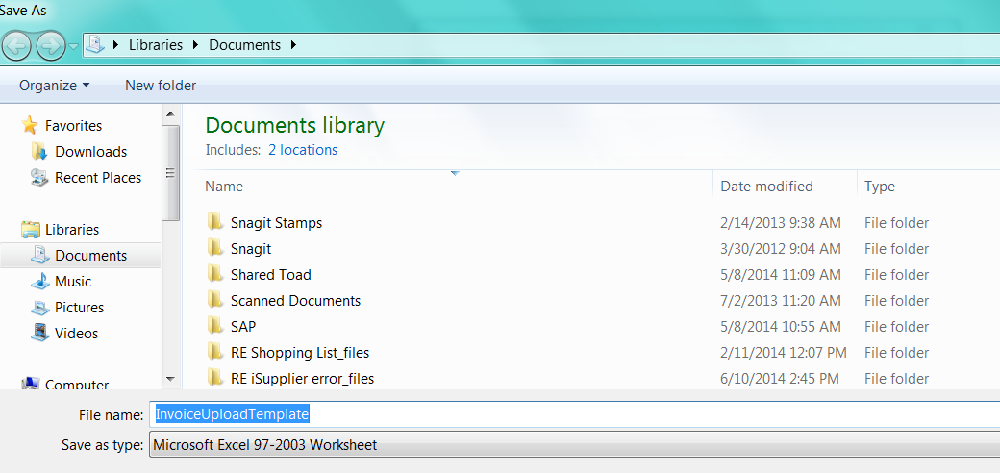 Save As
Libraries Documents
Organize New folder
Favorites
Downloads
Recent Places
Libraries
Documents
Music
Pictures
Videos
Computer
Documents library
Includes: 2 locations
Name Date modified Type
Snagit Stamps 2/14/2013 9:38 AM File folder
Snagit 3/30/2012 9:04 AM File folder
Shared Toad 5/8/2014 11:09 AM File folder
Scanned Documents 7/2/2013 11:20 AM File folder
SAP 5/8/2014 10:55 AM File folder
RE Shopping List_files 2/11/2014 12:07 PM File folder
RE iSupplier error_files 6/10/2014 2:45 PM File folder
File name: InvoiceUploadTemplate
Save as type: Microsoft Excel 97-2003 Worksheet